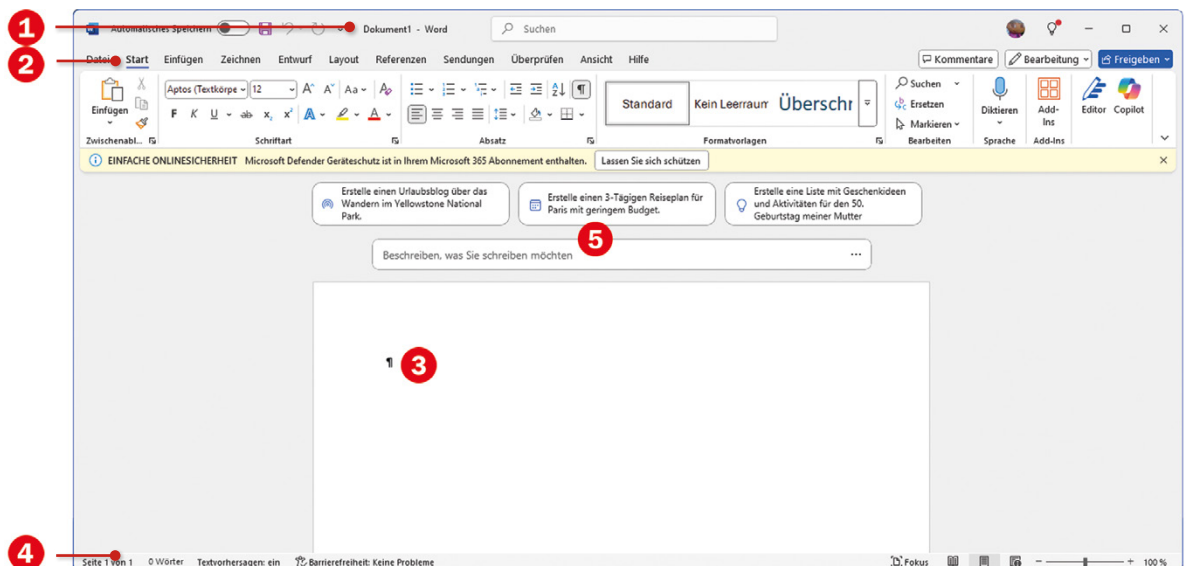 1
Automatisches Speichern
Dokument1 - Word
Suchen
2
Datei Start Einfügen Zeichnen Entwurf Layout Referenzen Sendungen Überprüfen Ansicht Hilfe
Kommentare Bearbeitung Freigeben
Einfügen
Zwischenabl...
Aptos (Textkörpe 12 A^ A˅ Aa A
F K U ab x, x² A A
Schriftart
Absatz
Standard Kein Leerraum Überschr
Formatvorlagen
Suchen
Ersetzen
Markieren
Bearbeiten
Diktieren
Sprache
Add-
Ins
Add-Ins
Editor
Copilot
EINFACHE ONLINESICHERHEIT Microsoft Defender Geräteschutz ist in Ihrem Microsoft 365 Abonnement enthalten. Lassen Sie sich schützen
Erstelle einen Urlaubsblog über das
Wandern im Yellowstone National
Park.
Erstelle einen 3-Tägigen Reiseplan für
Paris mit geringem Budget.
Erstelle eine Liste mit Geschenkideen
und Aktivitäten für den 50.
Geburtstag meiner Mutter
5
Beschreiben, was Sie schreiben möchten ...
¶ 3
4
Seite 1 von 1 0 Wörter Textvorhersagen: ein Barrierefreiheit: Keine Probleme
Fokus
100 %